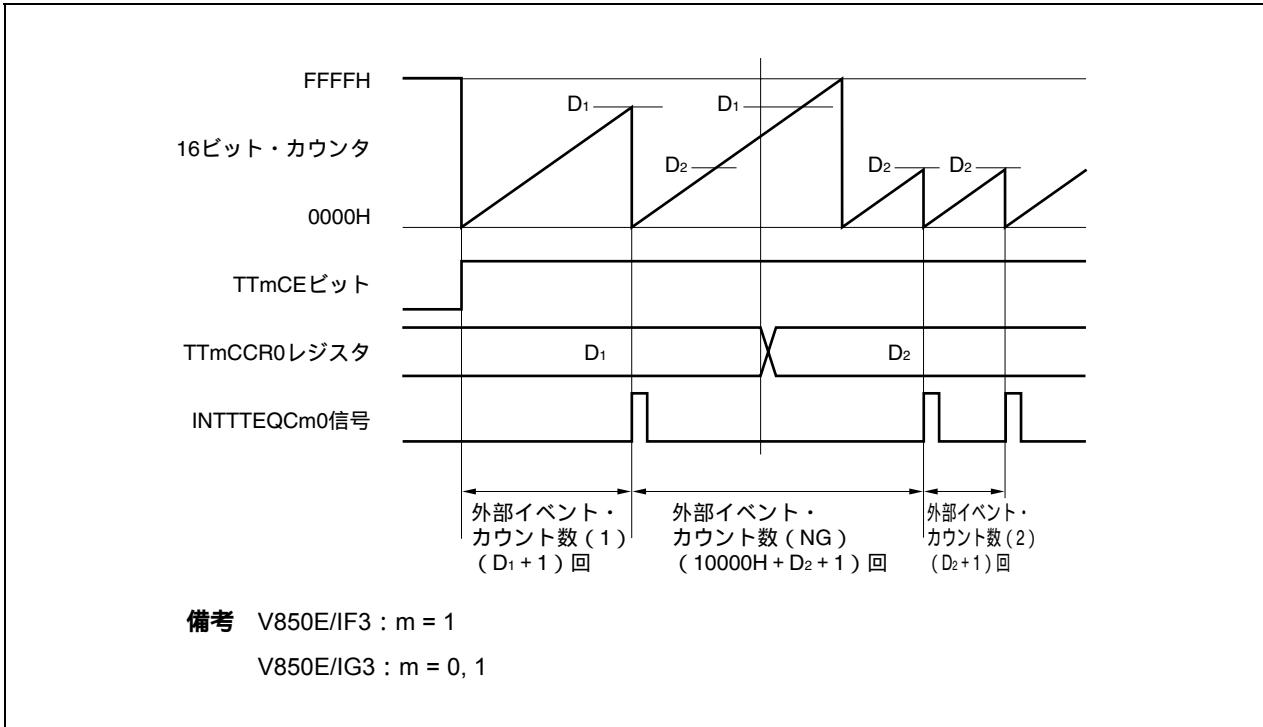 FFFFH
16ビット・カウンタ
0000H
D1
D2
D1
D2
D2
TTmCEビット
TTmCCR0レジスタ
D1
D2
INTTTEQCm0信号
外部イベント・
カウント数(1)
(D1+1)回
外部イベント・
カウント数(NG)
(10000H+D2+1)回
外部イベント・
カウント数(2)
(D2+1)回
備考 V850E/IF3:m = 1
V850E/IG3:m = 0, 1